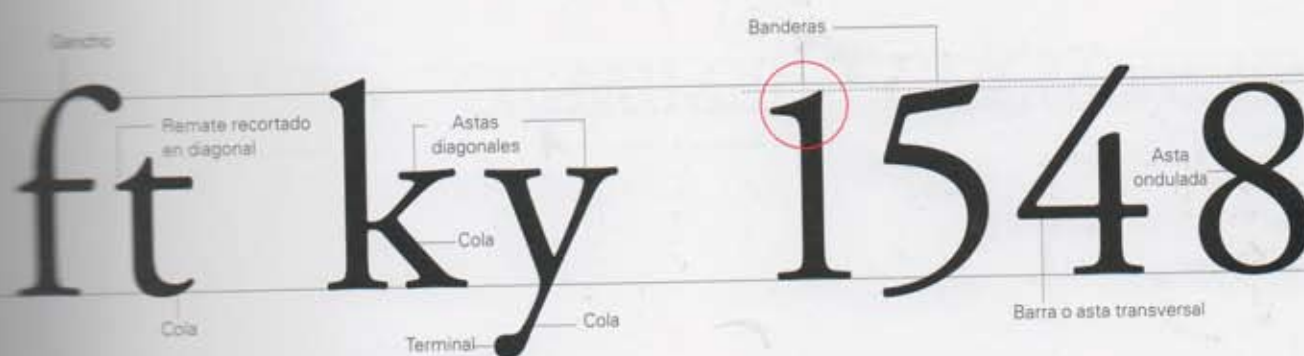 Banderas
Gancho
Remate recortado
en diagonal
Astas
diagonales
Asta
ondulada
ft ky 1548
Cola
Cola
Cola
Terminal
Barra o asta transversal